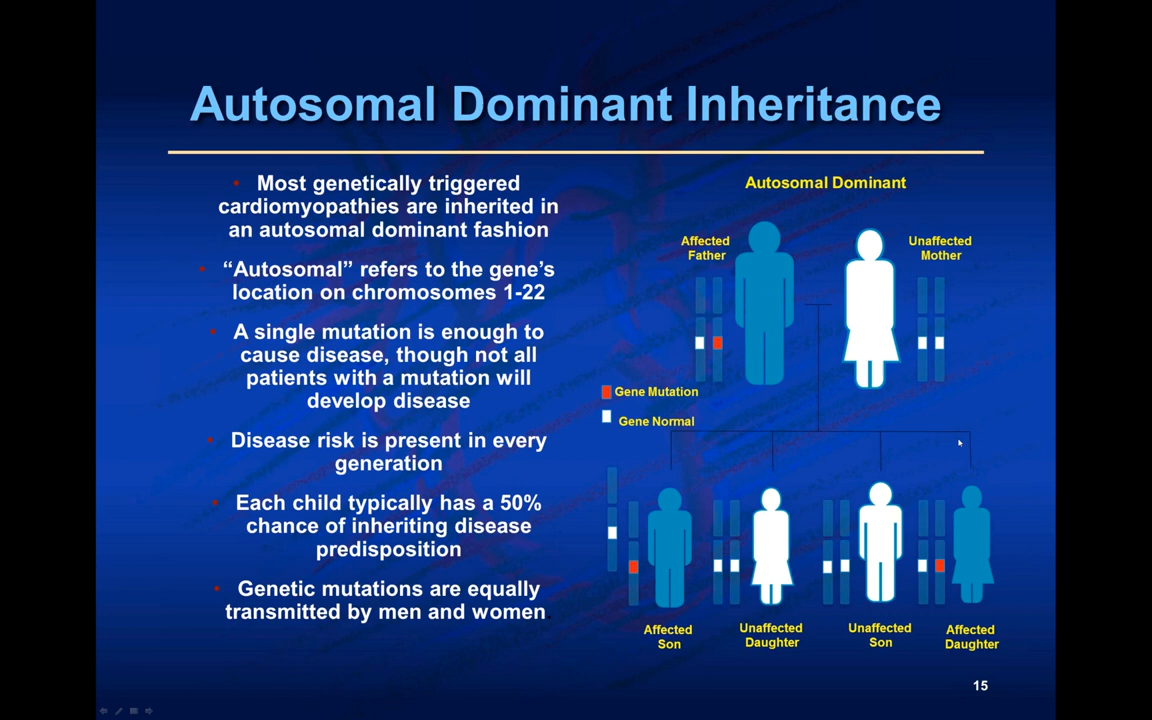 Autosomal Dominant Inheritance
• Most genetically triggered
cardiomyopathies are inherited in
an autosomal dominant fashion
• “Autosomal” refers to the gene’s
location on chromosomes 1-22
• A single mutation is enough to
cause disease, though not all
patients with a mutation will
develop disease
• Disease risk is present in every
generation
• Each child typically has a 50%
chance of inheriting disease
predisposition
• Genetic mutations are equally
transmitted by men and women.
Autosomal Dominant
Affected
Father
Unaffected
Mother
Gene Mutation
Gene Normal
Affected
Son
Unaffected
Daughter
Unaffected
Son
Affected
Daughter
15